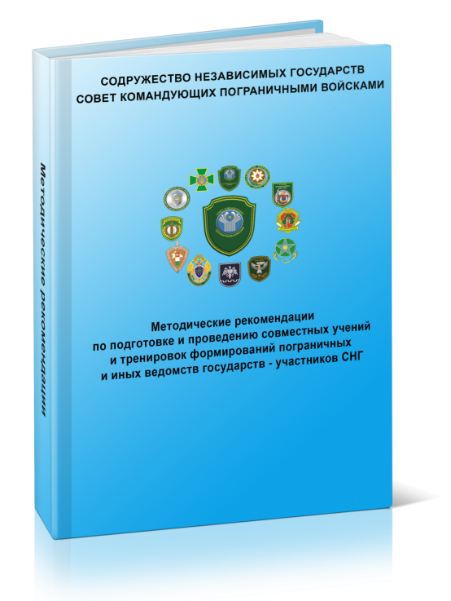 СОДРУЖЕСТВО НЕЗАВИСИМЫХ ГОСУДАРСТВ
СОВЕТ КОМАНДУЮЩИХ ПОГРАНИЧНЫМИ ВОЙСКАМИ
Методические рекомендации
по подготовке и проведению совместных учений
и тренировок формирований пограничных
и иных ведомств государств - участников СНГ
Методические рекомендации